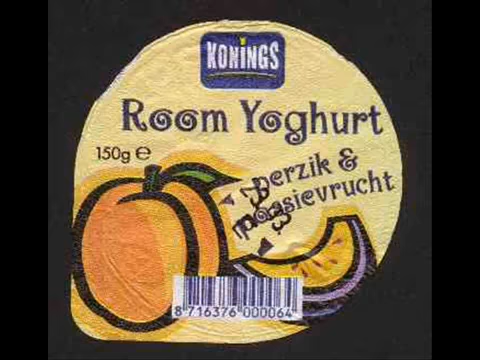 KONINGS
Room Yoghurt
150g e
perzik &
passievrucht
8 716376 000064